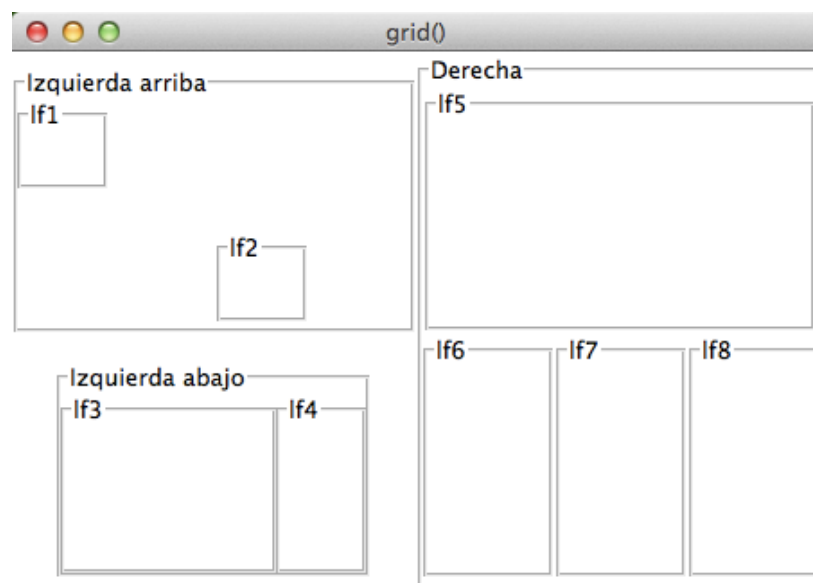 grid()
Izquierda arriba
lf1
lf2
Izquierda abajo
lf3
lf4
Derecha
lf5
lf6
lf7
lf8